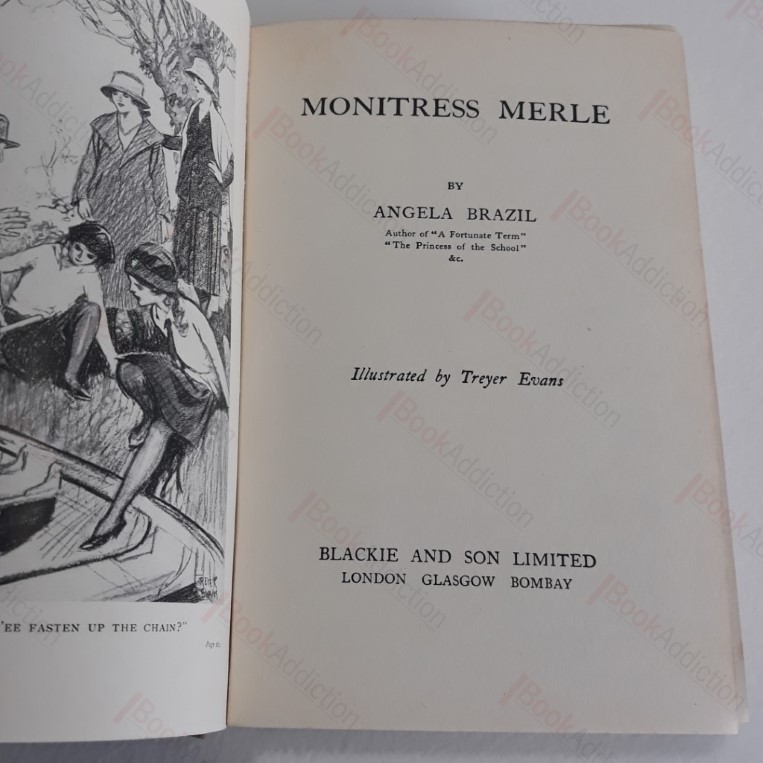 'EE FASTEN UP THE CHAIN?"
MONITRESS MERLE
BY
ANGELA BRAZIL
Author of "A Fortunate Term"
"The Princess of the School"
&c.
Illustrated by Treyer Evans
BLACKIE AND SON LIMITED
LONDON GLASGOW BOMBAY
BookAddiction